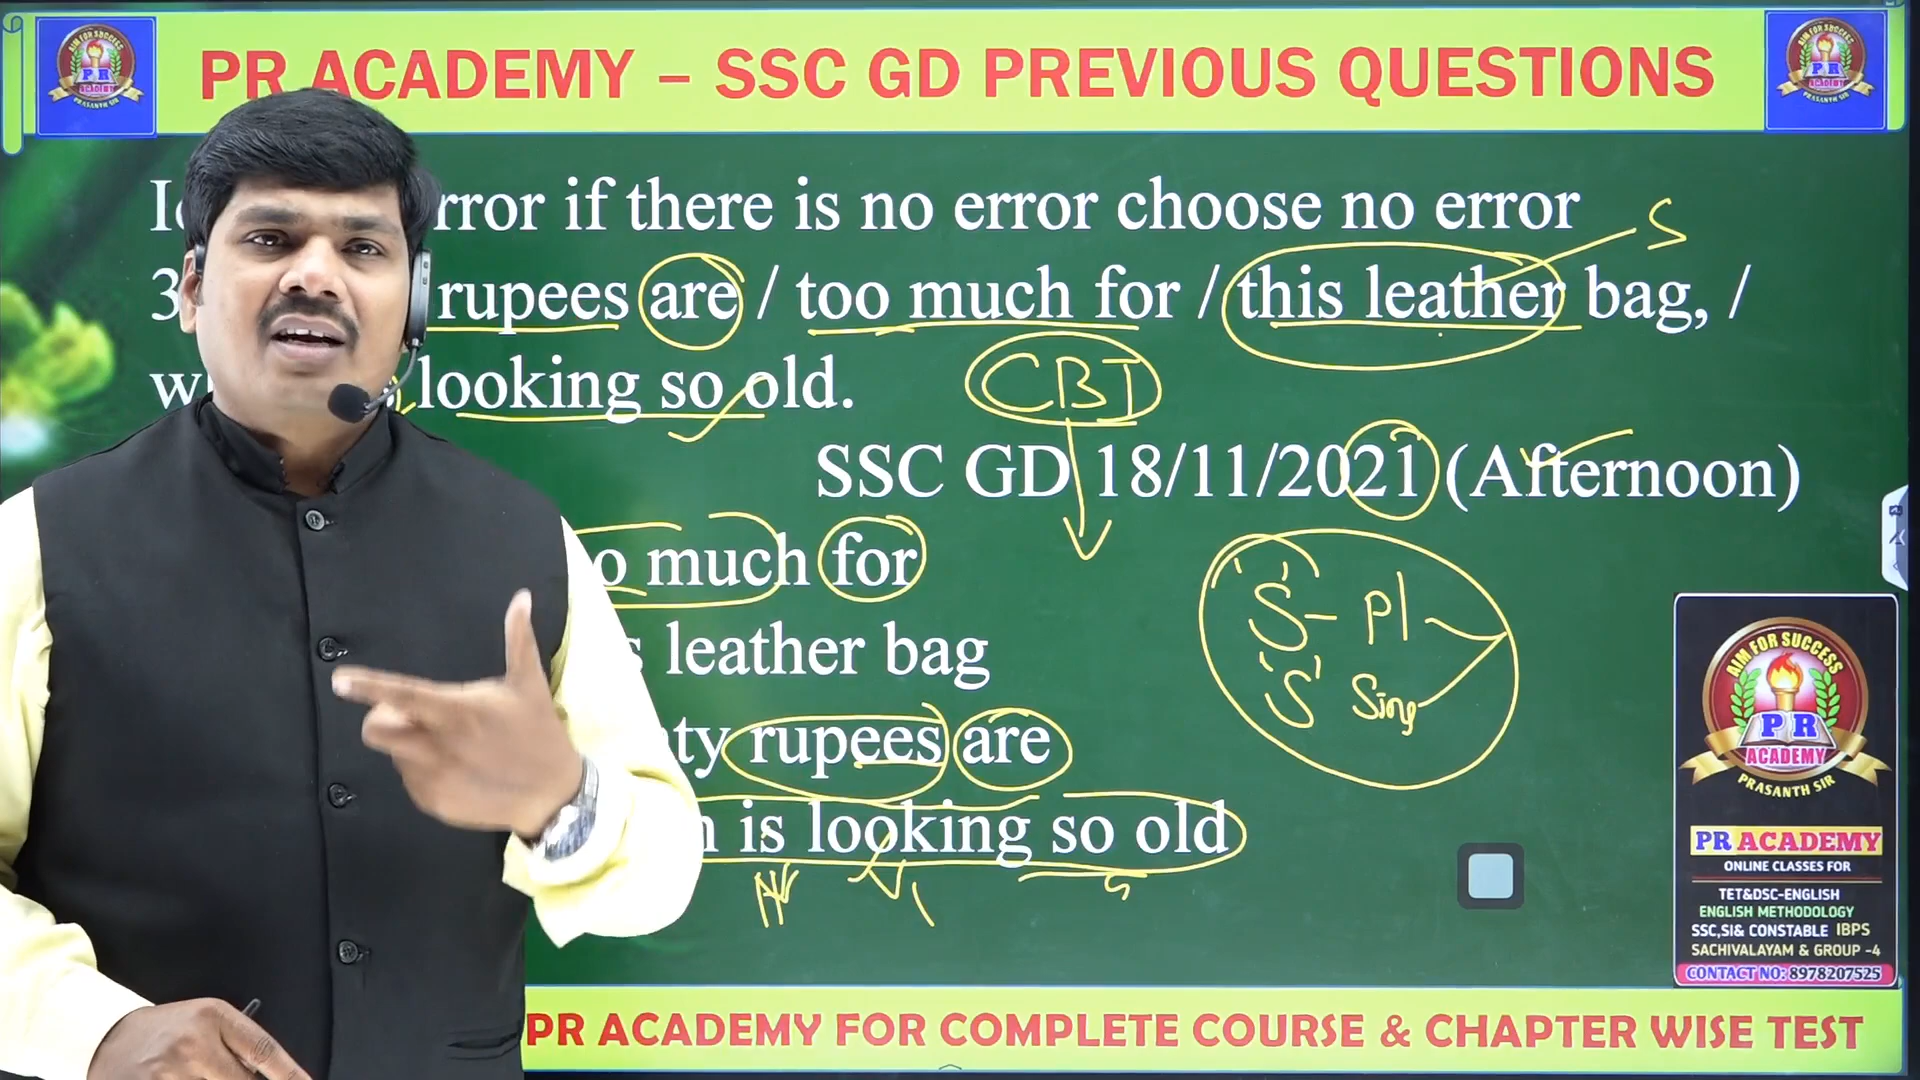 PR ACADEMY – SSC GD PREVIOUS QUESTIONS
error if there is no error choose no error
S
rupees are / too much for / this leather bag, /
looking so old.
CBI
SSC GD 18/11/2021 (Afternoon)
much for
leather bag
rupees are
is looking so old
S - Pl
S Sing
AIM FOR SUCCESS
PR
ACADEMY
PRASANTH SIR
PR ACADEMY
ONLINE CLASSES FOR
TET&DSC-ENGLISH
ENGLISH METHODOLOGY
SSC,SI& CONSTABLE IBPS
SACHIVALAYAM & GROUP -4
CONTACT NO: 8978207525
PR ACADEMY FOR COMPLETE COURSE & CHAPTER WISE TEST